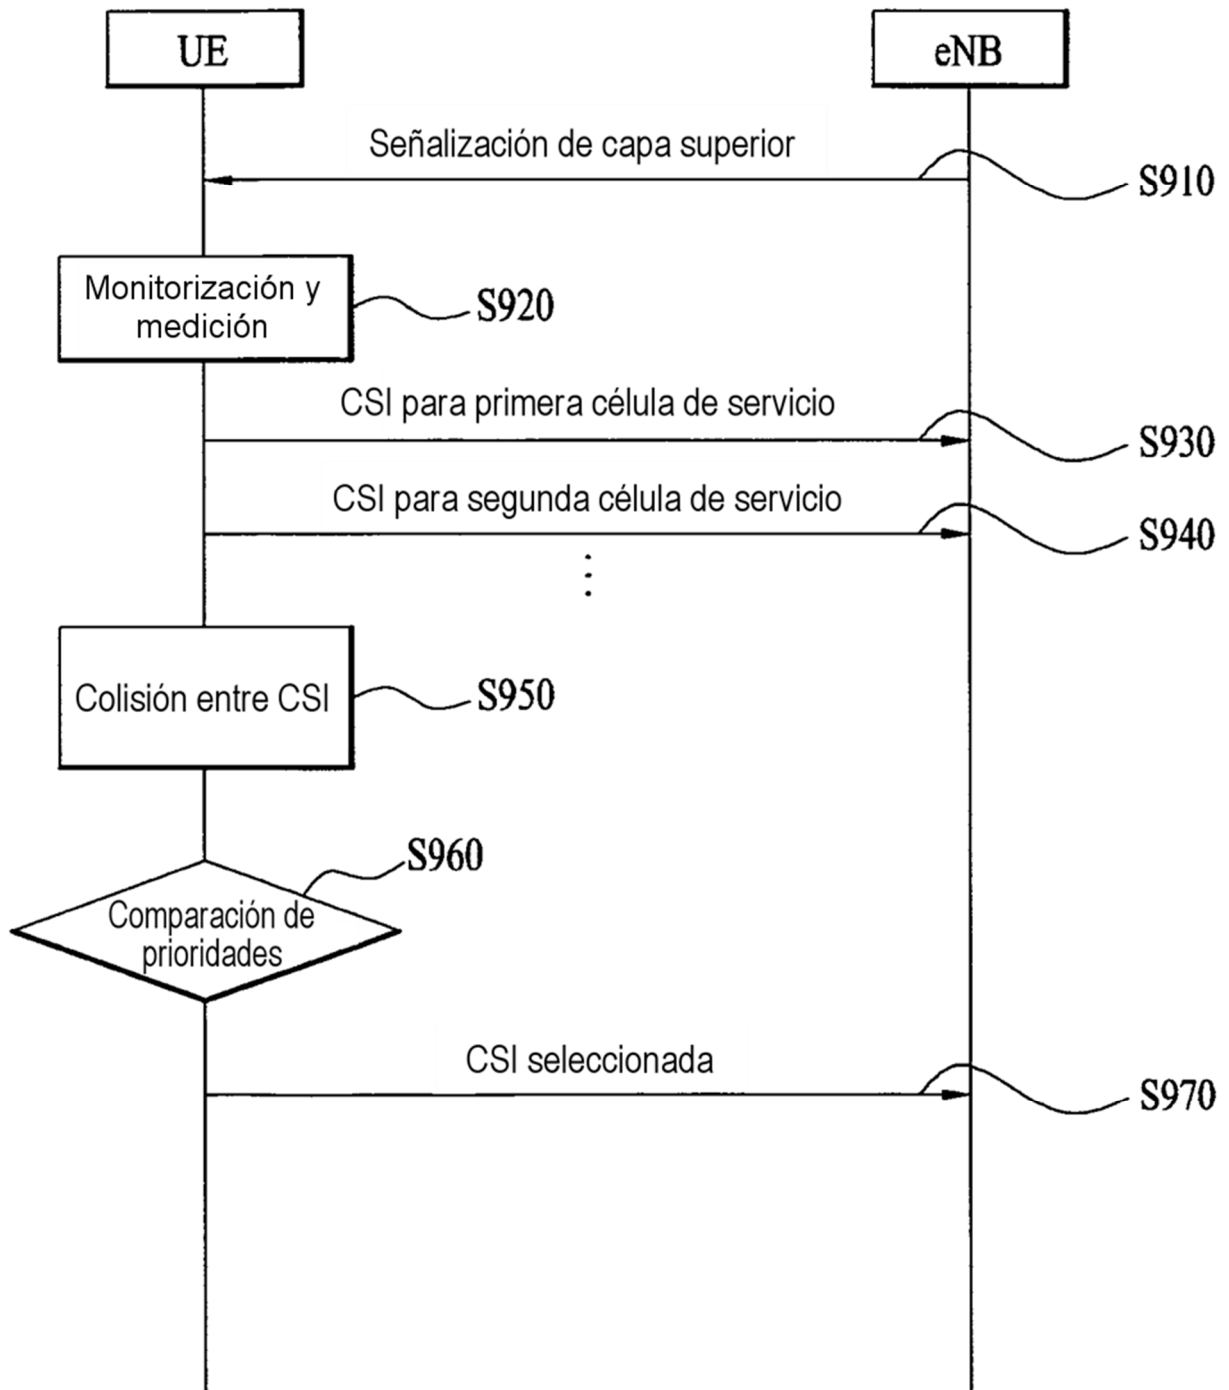 UE
eNB
Señalización de capa superior
S910
Monitorización y
medición
S920
CSI para primera célula de servicio
S930
CSI para segunda célula de servicio
S940
Colisión entre CSI
S950
S960
Comparación de
prioridades
CSI seleccionada
S970